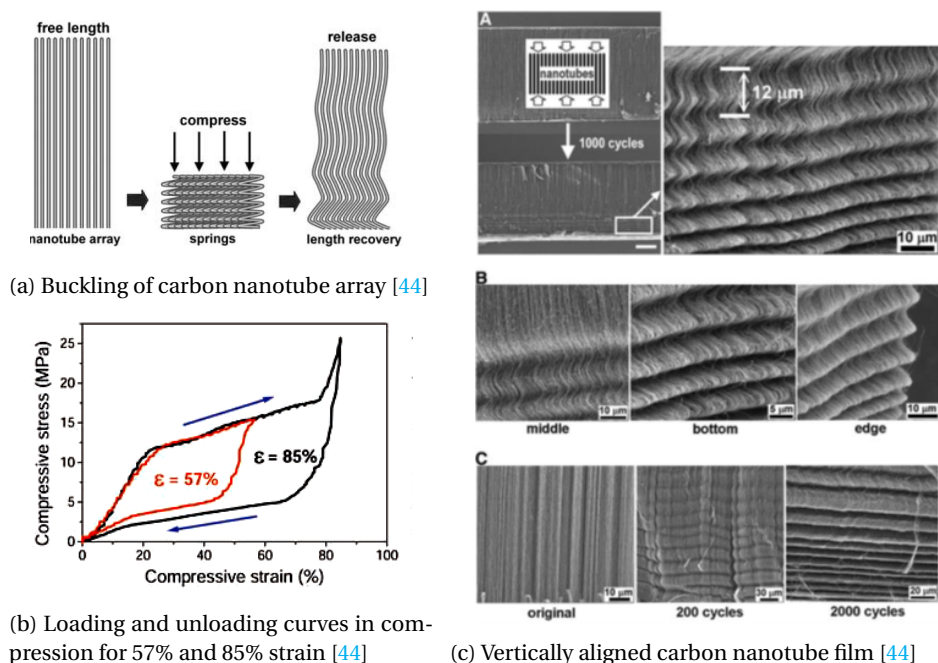 free length
release
compress
nanotube array
springs
length recovery
(a) Buckling of carbon nanotube array [44]
Compressive stress (MPa)
25
20
15
10
5
0
ε = 57%
ε = 85%
0 20 40 60 80 100
Compressive strain (%)
(b) Loading and unloading curves in com-
pression for 57% and 85% strain [44]
A
nanotubes
1000 cycles
12 μm
10 μm
B
10 μm
5 μm
10 μm
middle bottom edge
C
10 μm
30 μm
20 μm
original 200 cycles 2000 cycles
(c) Vertically aligned carbon nanotube film [44]